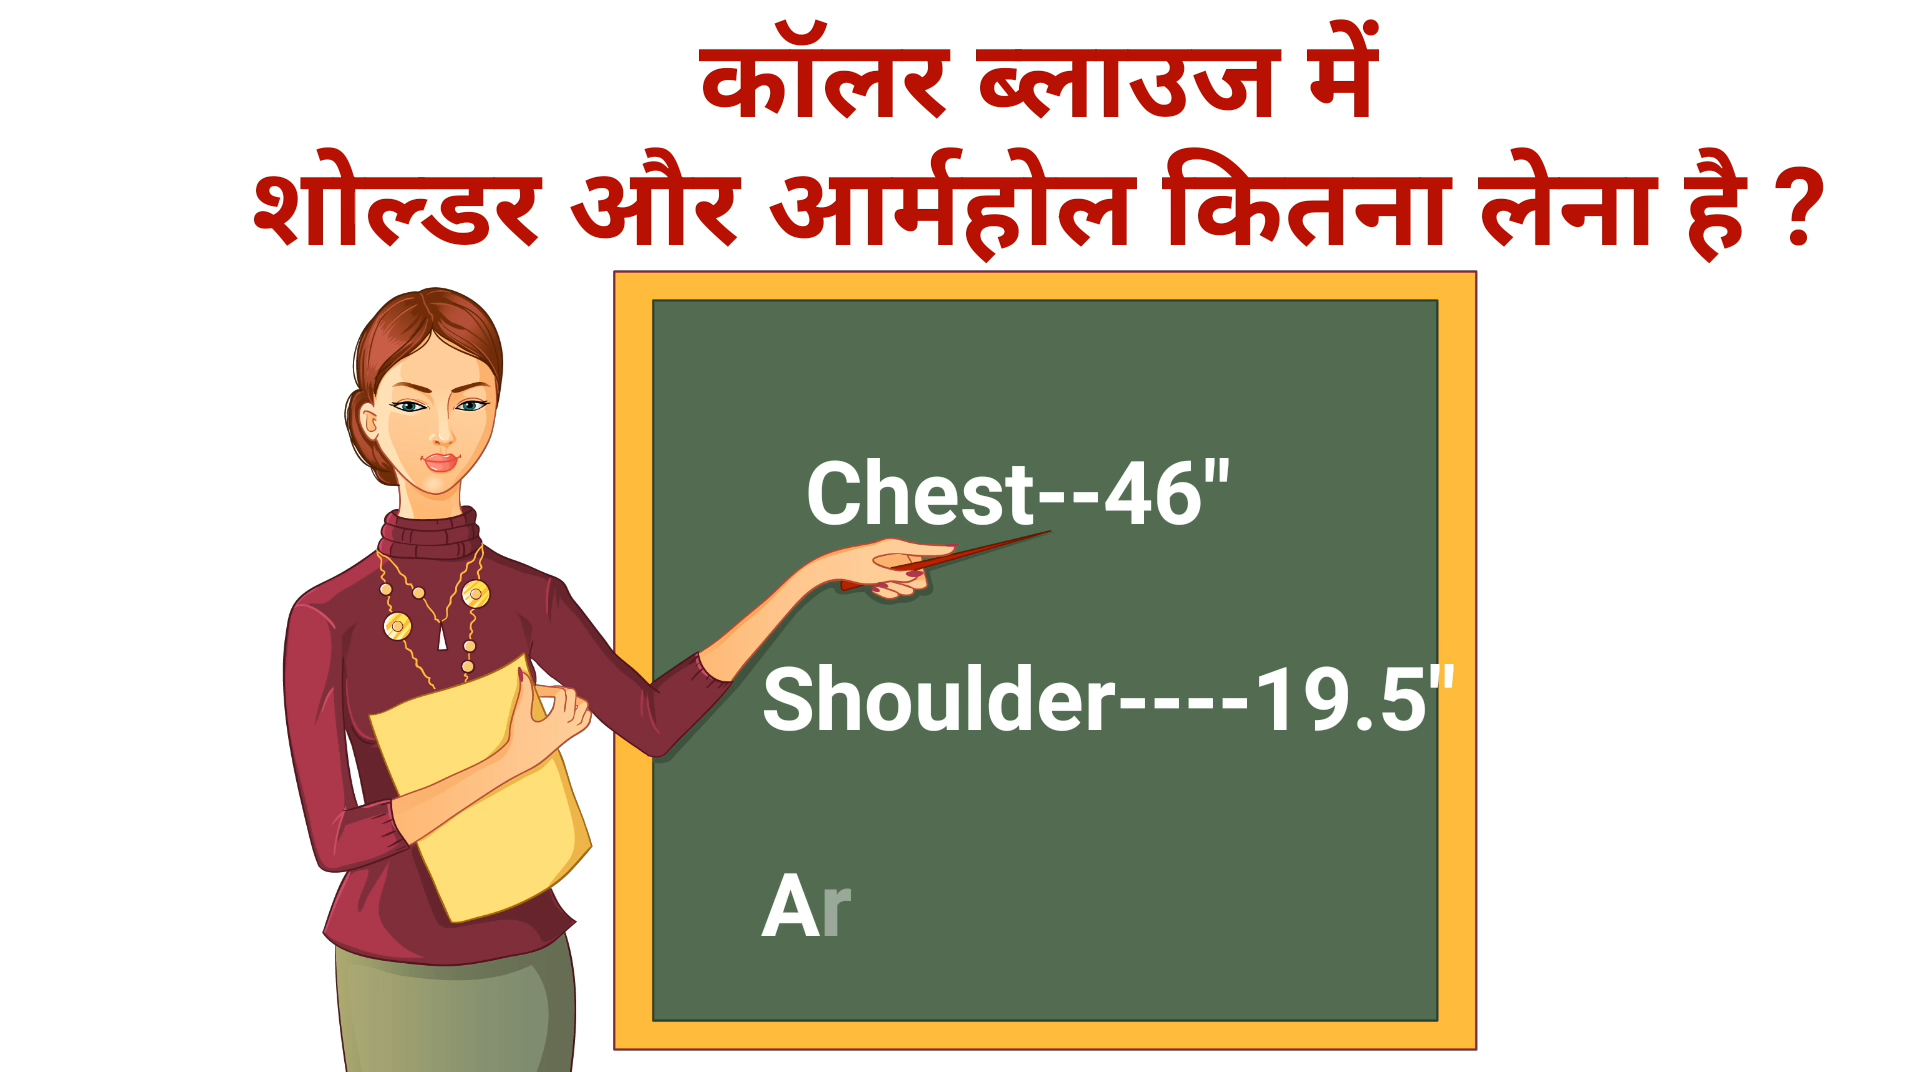 कॉलर ब्लाउज में
शोल्डर और आर्महोल कितना लेना है ?
Chest--46"
Shoulder----19.5"
Ar